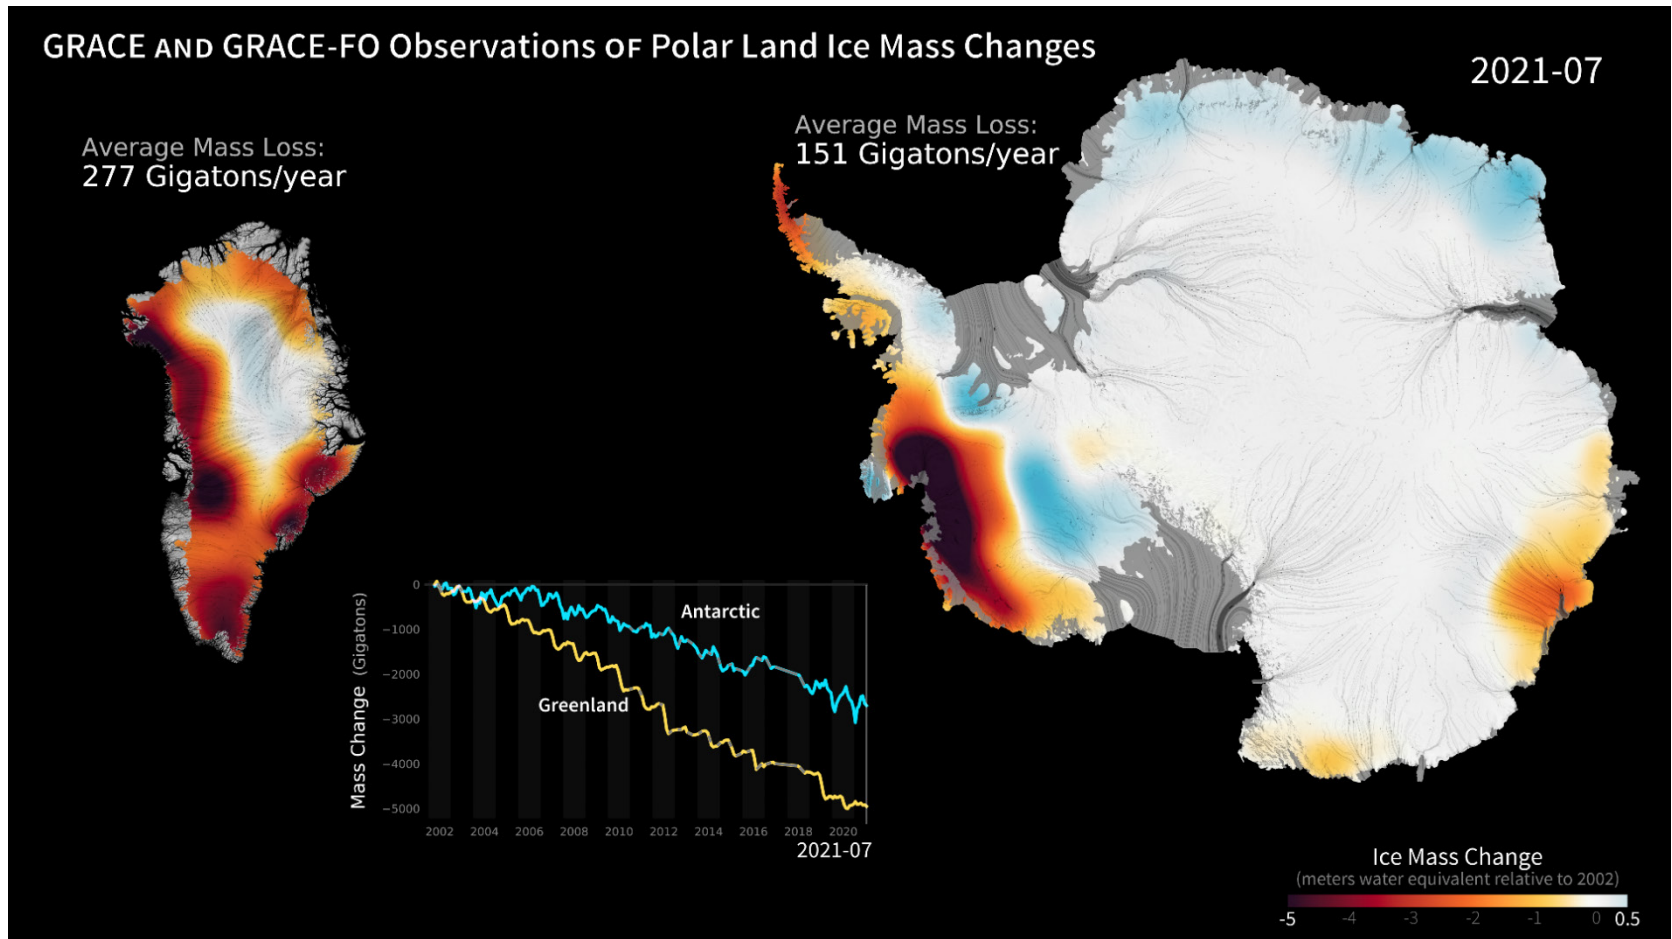 GRACE AND GRACE-FO Observations OF Polar Land Ice Mass Changes
2021-07
Average Mass Loss:
277 Gigatons/year
Average Mass Loss:
151 Gigatons/year
Mass Change (Gigatons)
0
−1000
−2000
−3000
−4000
−5000
Antarctic
Greenland
2002 2004 2006 2008 2010 2012 2014 2016 2018 2020
2021-07
Ice Mass Change
(meters water equivalent relative to 2002)
-5 -4 -3 -2 -1 0 0.5